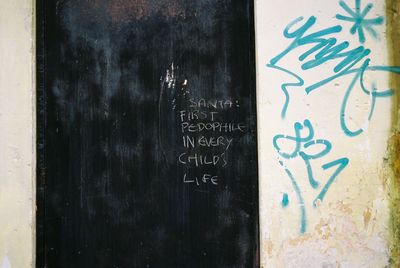 SANTA:
FIRST
PEDOPHILE
IN EVERY
CHILDS
LIFE